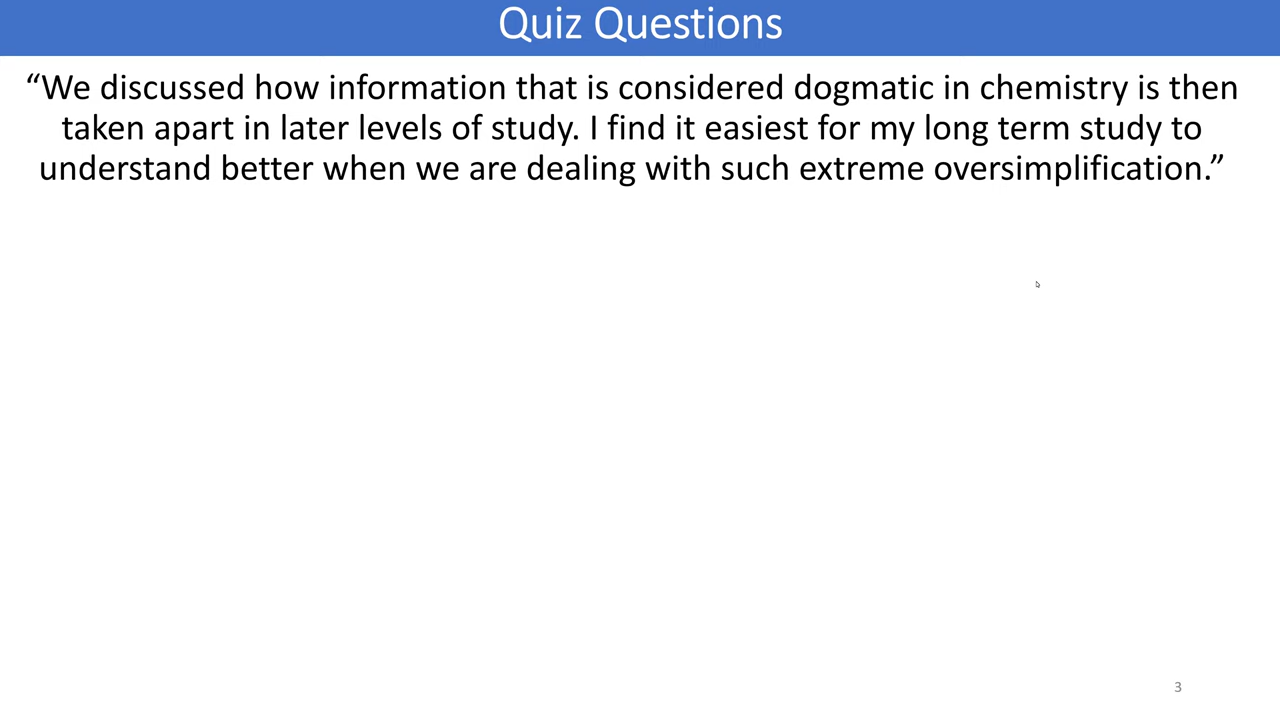 Quiz Questions
“We discussed how information that is considered dogmatic in chemistry is then
taken apart in later levels of study. I find it easiest for my long term study to
understand better when we are dealing with such extreme oversimplification.”
3